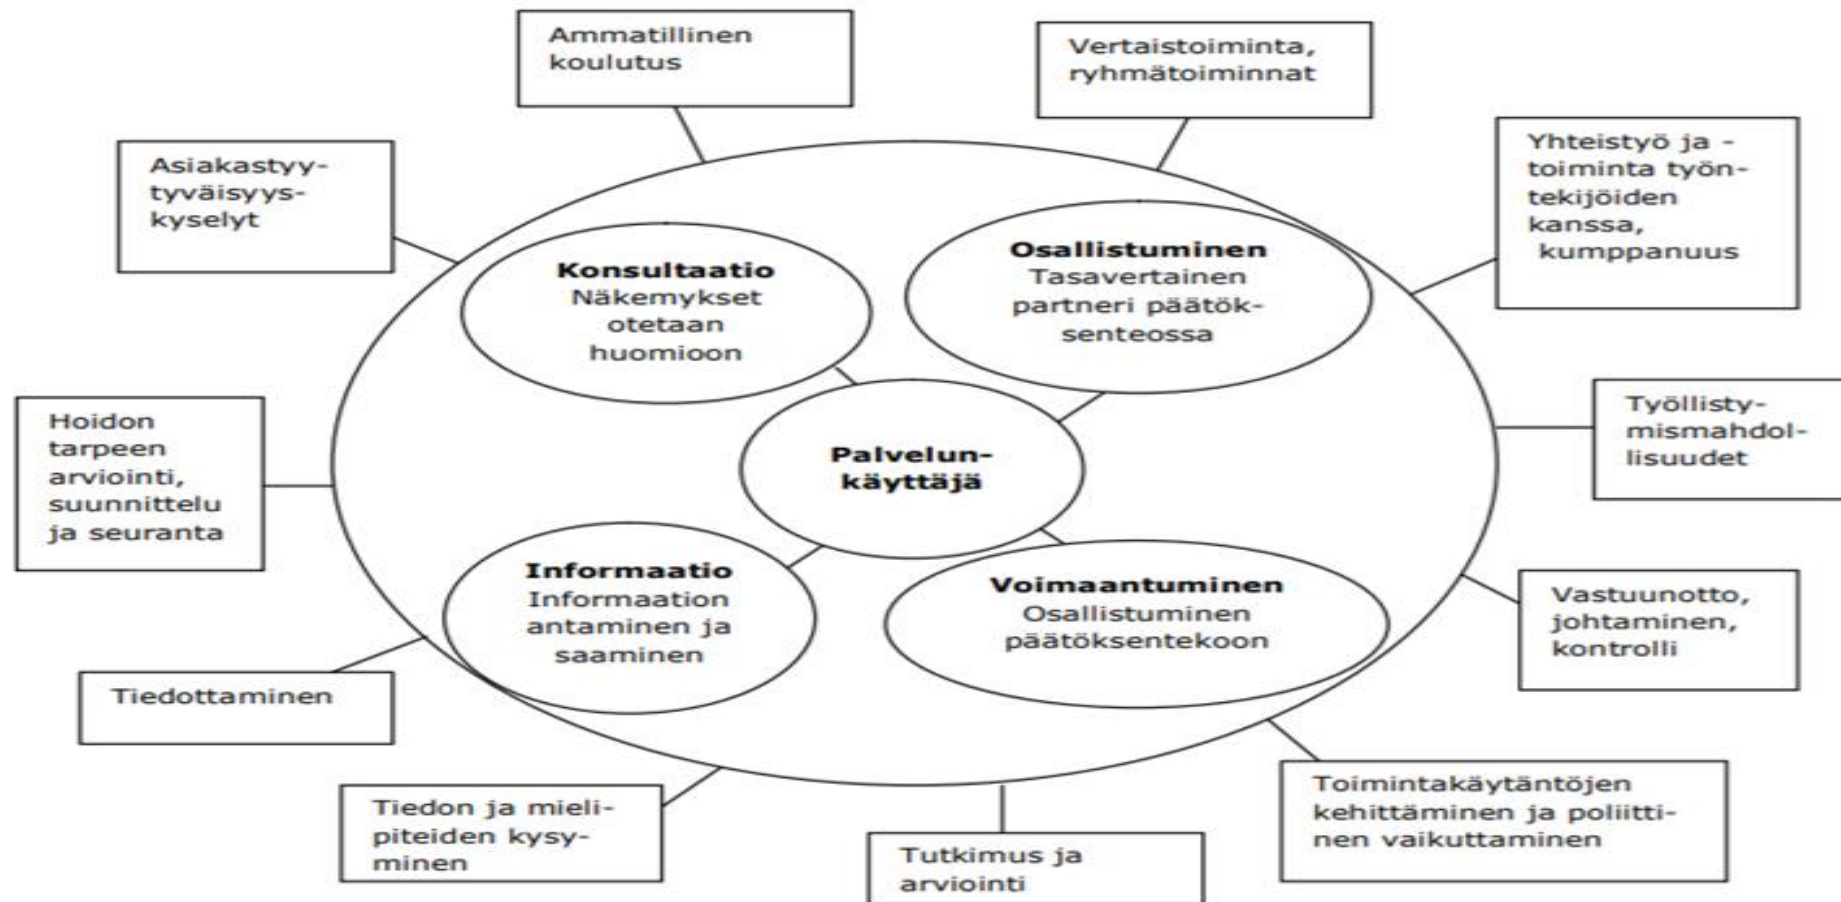 Ammatillinen
koulutus
Vertaistoiminta,
ryhmätoiminnat
Asiakastyy-
tyväisyys-
kyselyt
Yhteistyö ja -
toiminta työn-
tekijöiden
kanssa,
kumppanuus
Konsultaatio
Näkemykset
otetaan
huomioon
Osallistuminen
Tasavertainen
partneri päätök-
senteossa
Hoidon
tarpeen
arviointi,
suunnittelu
ja seuranta
Palvelun-
käyttäjä
Työllisty-
mismahdol-
lisuudet
Informaatio
Informaation
antaminen ja
saaminen
Voimaantuminen
Osallistuminen
päätöksentekoon
Vastuunotto,
johtaminen,
kontrolli
Tiedottaminen
Tiedon ja mieli-
piteiden kysy-
minen
Tutkimus ja
arviointi
Toimintakäytäntöjen
kehittäminen ja poliitti-
nen vaikuttaminen